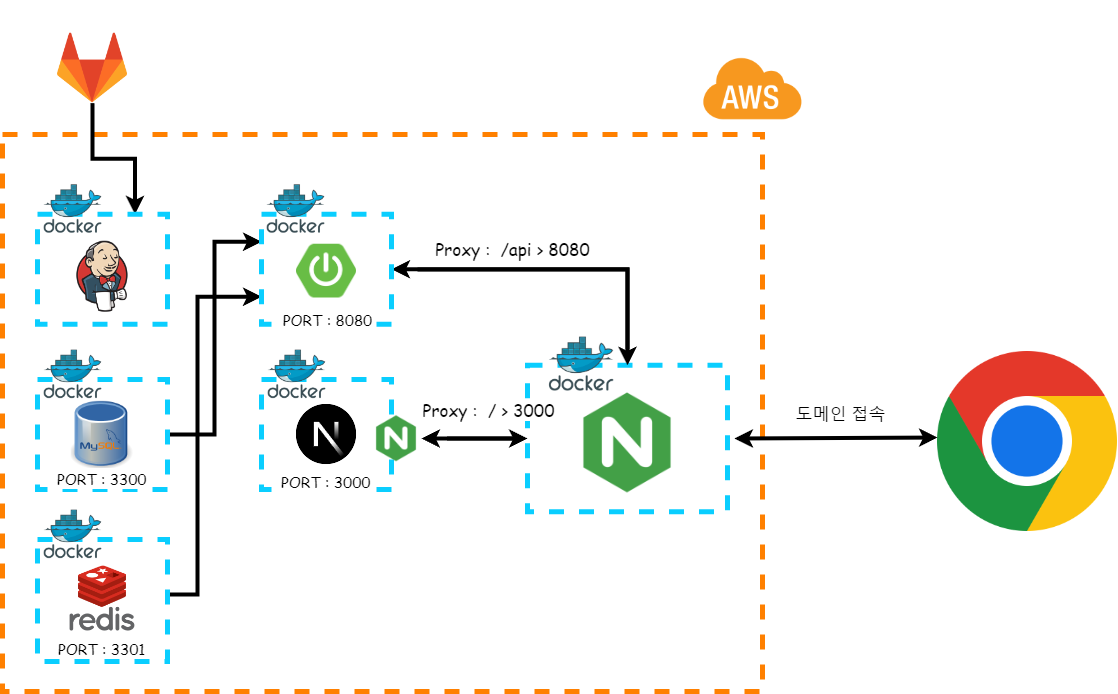 AWS
docker
docker
Proxy : /api > 8080
PORT : 8080
docker
docker
docker
MySQL
Proxy : / > 3000
도메인 접속
PORT : 3300
PORT : 3000
docker
redis
PORT : 3301